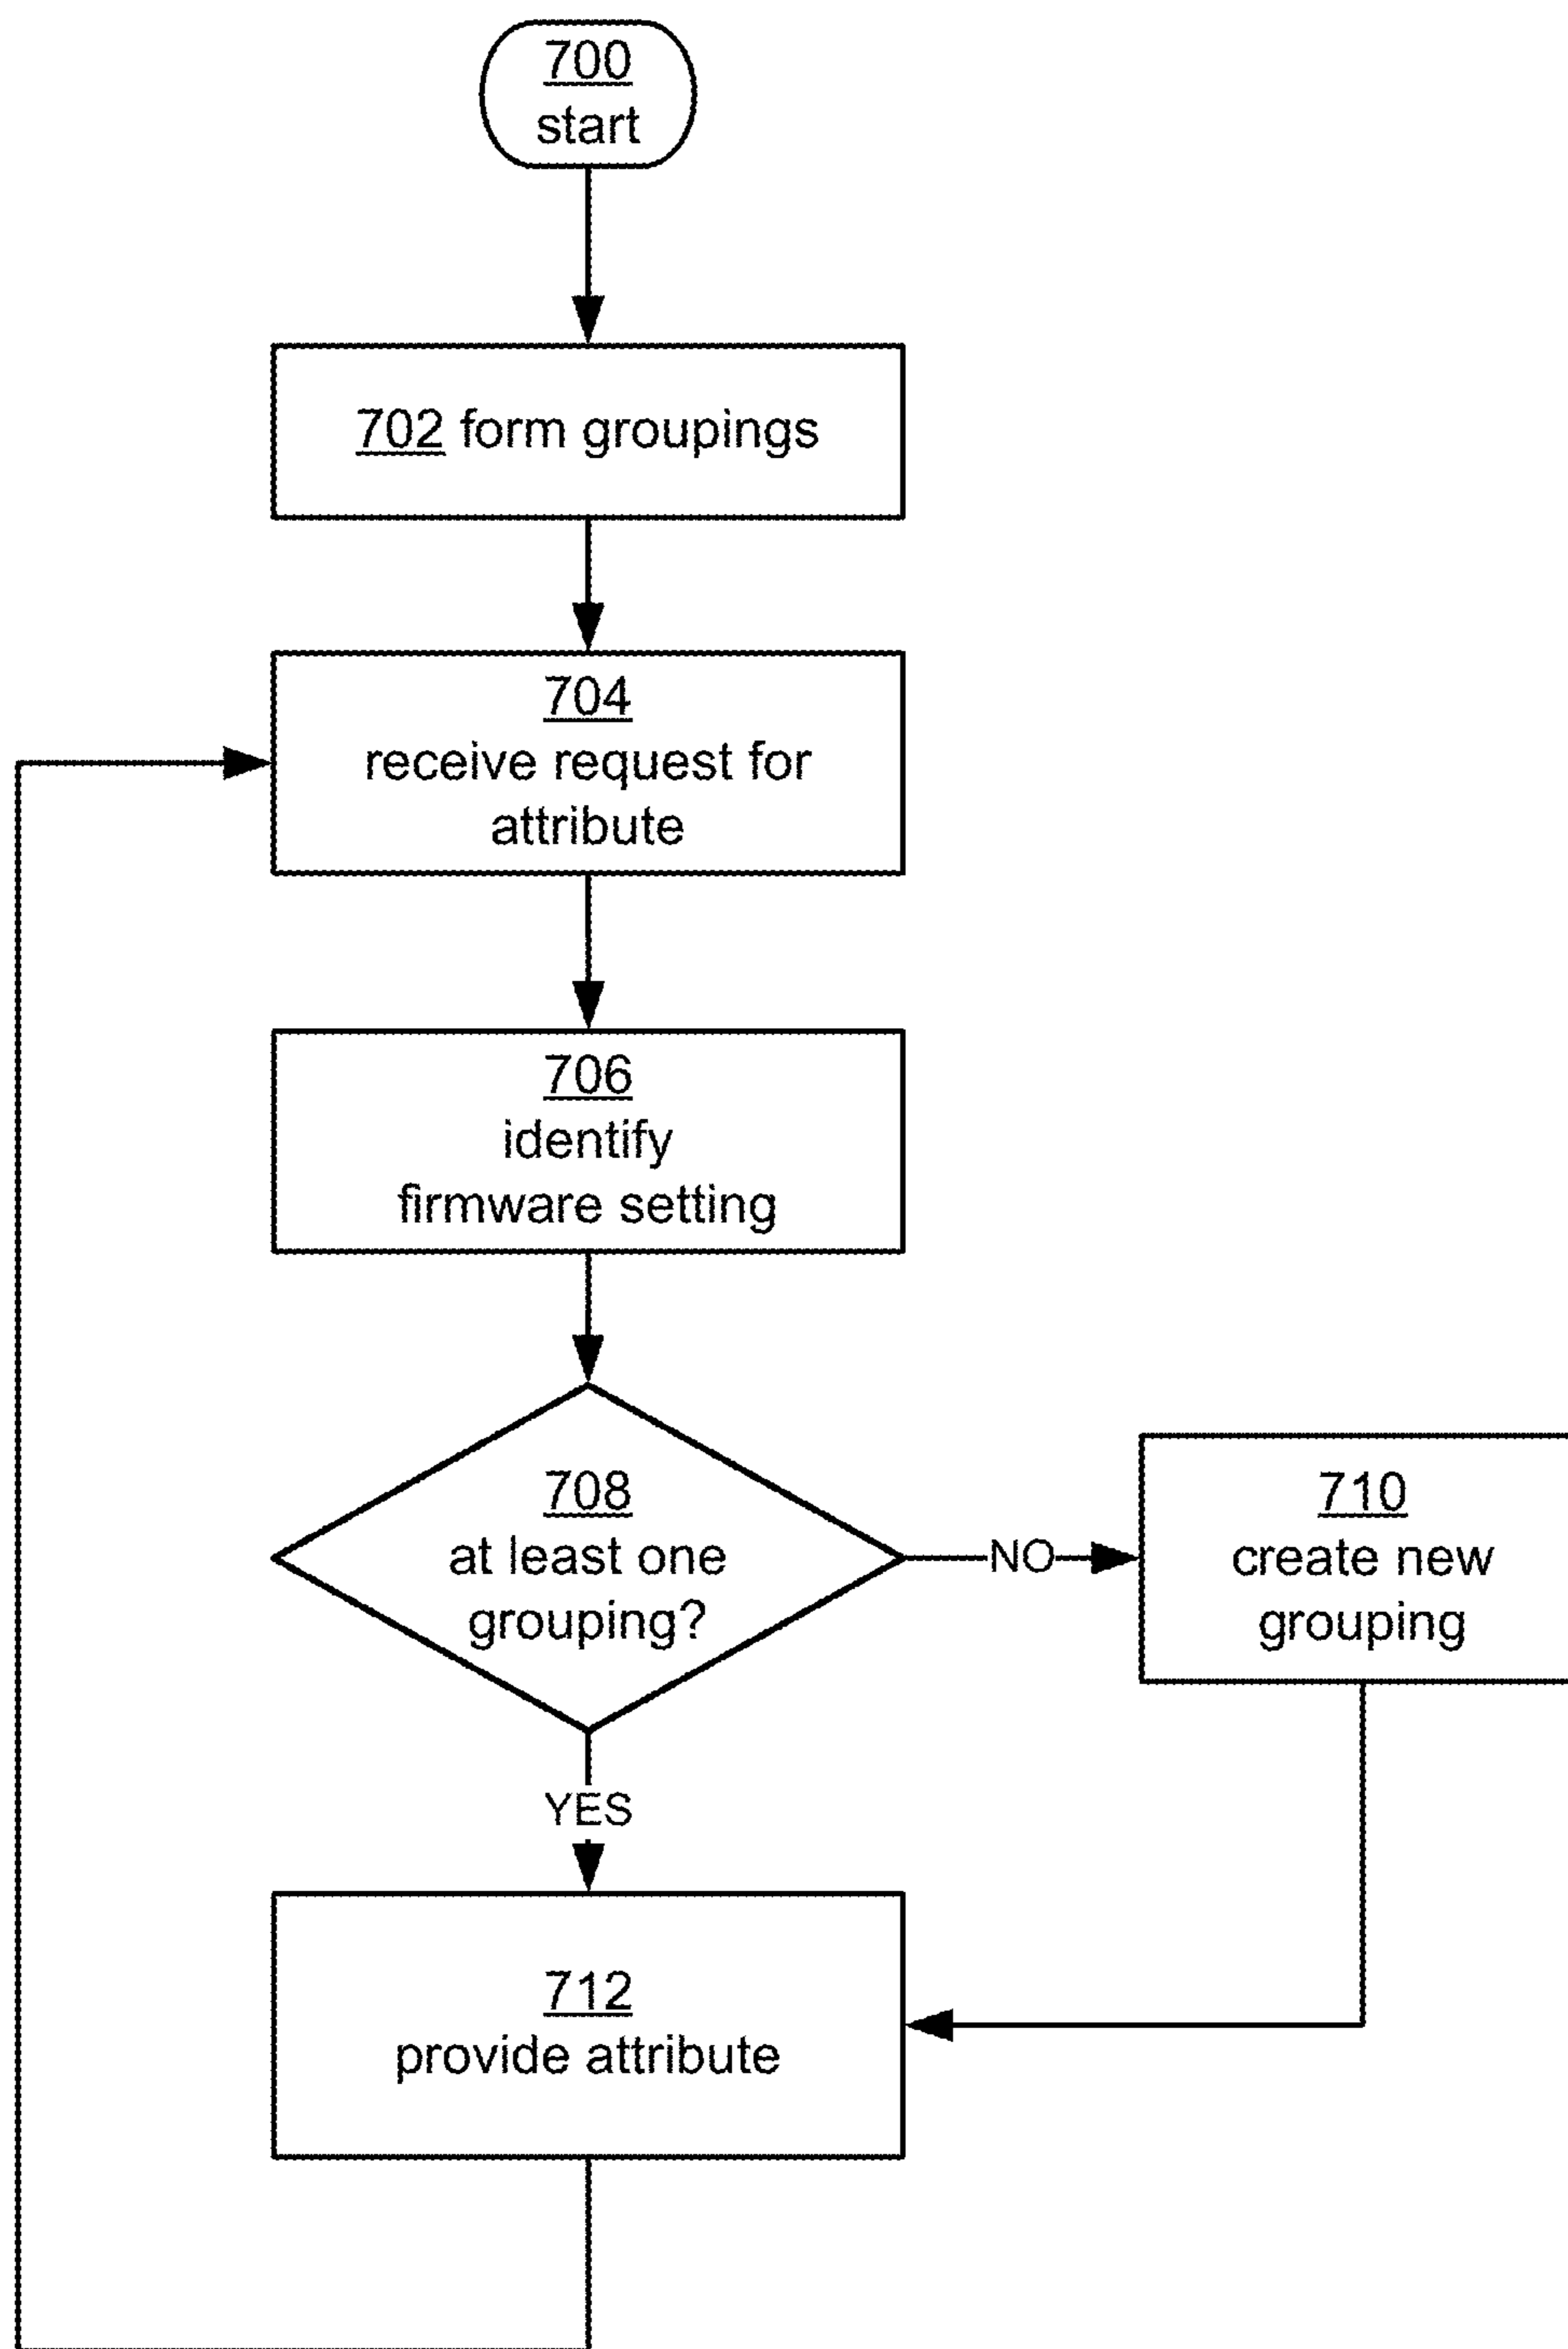 700
start
702 form groupings
704
receive request for
attribute
706
identify
firmware setting
708
at least one
grouping?
NO
710
create new
grouping
YES
712
provide attribute